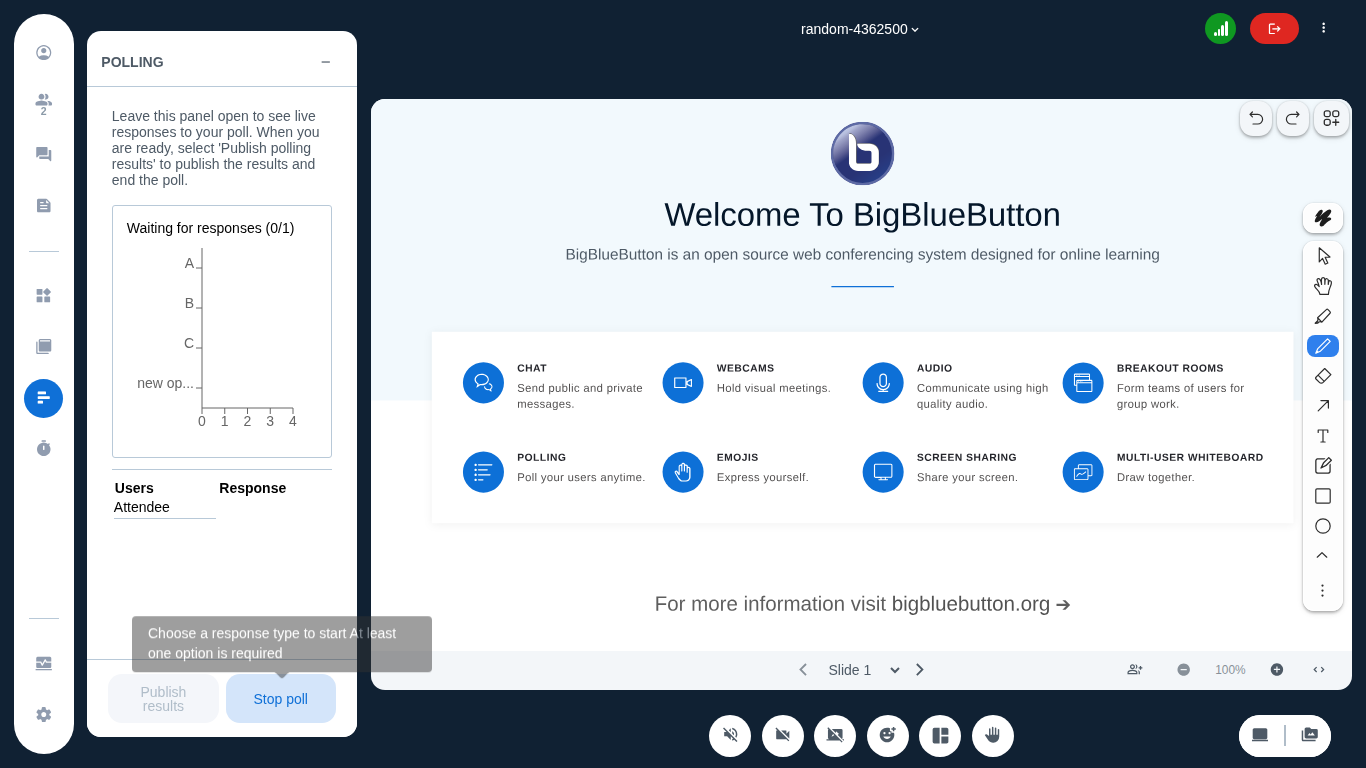 random-4362500
POLLING
2
Leave this panel open to see live
responses to your poll. When you
are ready, select 'Publish polling
results' to publish the results and
end the poll.
Waiting for responses (0/1)
A
B
C
new op...
0 1 2 3 4
Users Response
Attendee
Choose a response type to start At least
one option is required
Publish
results
Stop poll
Welcome To BigBlueButton
BigBlueButton is an open source web conferencing system designed for online learning
CHAT
Send public and private
messages.
WEBCAMS
Hold visual meetings.
AUDIO
Communicate using high
quality audio.
BREAKOUT ROOMS
Form teams of users for
group work.
POLLING
Poll your users anytime.
EMOJIS
Express yourself.
SCREEN SHARING
Share your screen.
MULTI-USER WHITEBOARD
Draw together.
For more information visit bigbluebutton.org ➔
Slide 1
100%